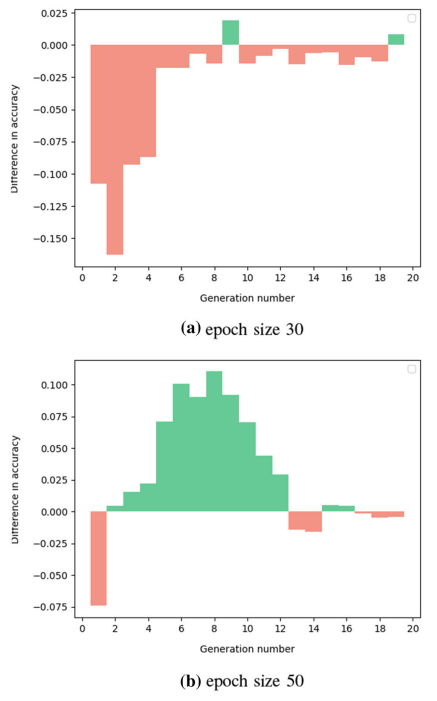 0.025
0.000
−0.025
−0.050
−0.075
−0.100
−0.125
−0.150
Difference in accuracy
0 2 4 6 8 10 12 14 16 18 20
Generation number
(a) epoch size 30
0.100
0.075
0.050
0.025
0.000
−0.025
−0.050
−0.075
Difference in accuracy
0 2 4 6 8 10 12 14 16 18 20
Generation number
(b) epoch size 50